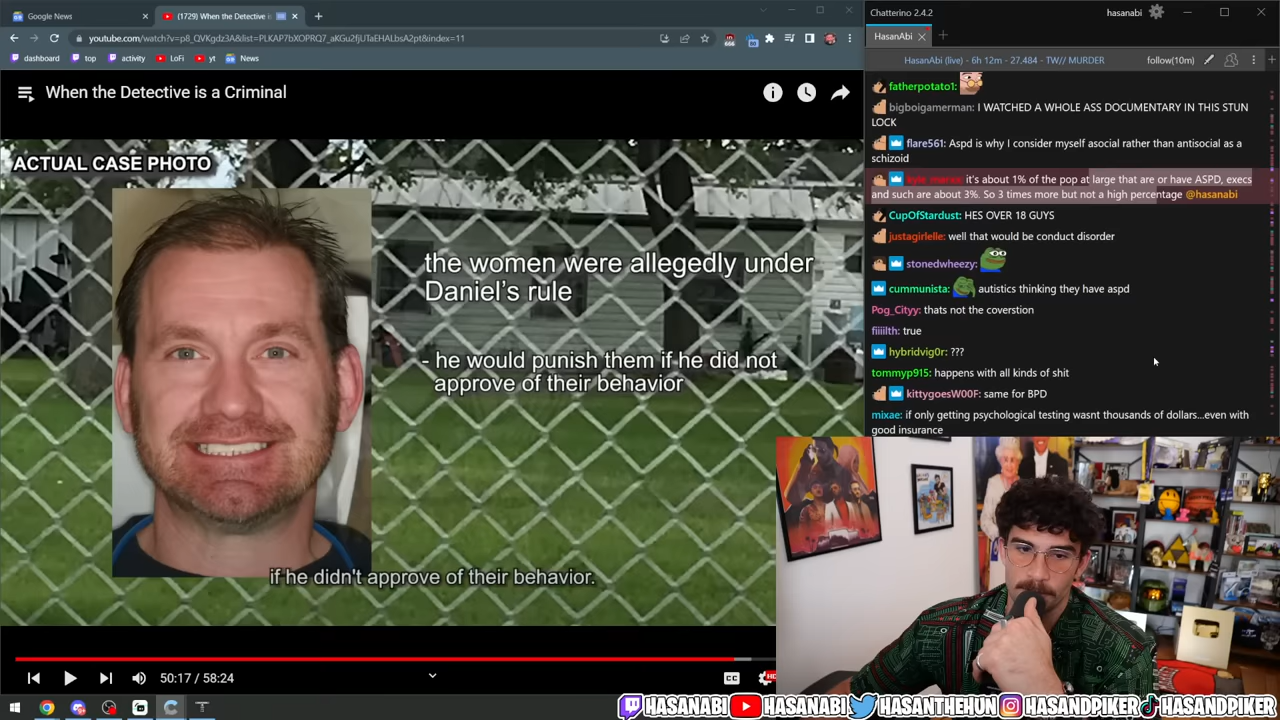 Google News
(1729) When the Detective is
youtube.com/watch?v=p8_QVKgdz3A&list=PLKAP7bXOPRQ7_aKGu2fjUTaEHALbsA2pt&index=11
dashboard
top
activity
LoFi
yt
News
When the Detective is a Criminal
ACTUAL CASE PHOTO
the women were allegedly under
Daniel's rule
- he would punish them if he did not
approve of their behavior
if he didn't approve of their behavior.
50:17 / 58:24
CC
HD
Chatterino 2.4.2
hasanabi
HasanAbi
HasanAbi (live) - 6h 12m - 27.484 - TW// MURDER
follow(10m)
fatherpotato1:
bigboigamerman: I WATCHED A WHOLE ASS DOCUMENTARY IN THIS STUN
LOCK
flare561: Aspd is why I consider myself asocial rather than antisocial as a
schizoid
it's about 1% of the pop at large that are or have ASPD, execs
and such are about 3%. So 3 times more but not a high percentage @hasanabi
CupOfStardust: HES OVER 18 GUYS
justagirlelle: well that would be conduct disorder
stonedwheezy:
cummunista: autistics thinking they have aspd
Pog_Cityy: thats not the coverstion
fiiiilth: true
hybridvig0r: ???
tommyp915: happens with all kinds of shit
kittygoesW00F: same for BPD
mixae: if only getting psychological testing wasnt thousands of dollars...even with
good insurance
HASANABI HASANABI HASANTHEHUN HASANDPIKER HASANDPIKER